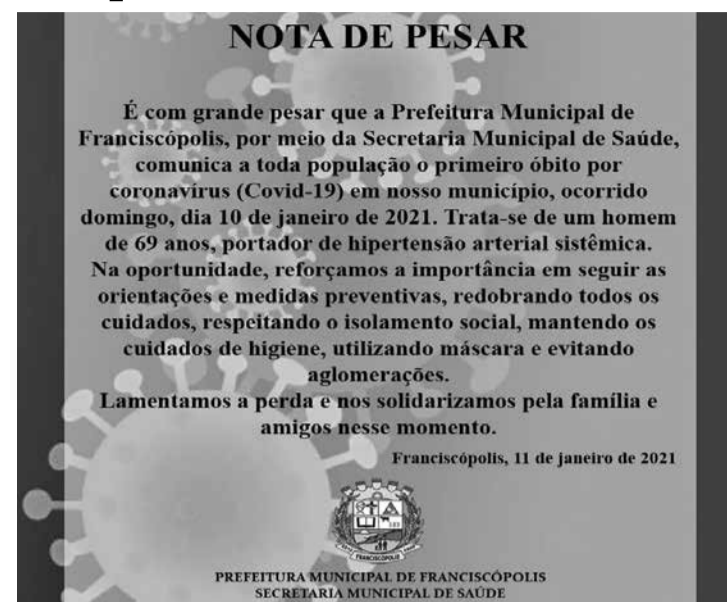 NOTA DE PESAR
É com grande pesar que a Prefeitura Municipal de
Franciscópolis, por meio da Secretaria Municipal de Saúde,
comunica a toda população o primeiro óbito por
coronavírus (Covid-19) em nosso município, ocorrido
domingo, dia 10 de janeiro de 2021. Trata-se de um homem
de 69 anos, portador de hipertensão arterial sistêmica.
Na oportunidade, reforçamos a importância em seguir as
orientações e medidas preventivas, redobrando todos os
cuidados, respeitando o isolamento social, mantendo os
cuidados de higiene, utilizando máscara e evitando
aglomerações.
Lamentamos a perda e nos solidarizamos pela família e
amigos nesse momento.
Franciscópolis, 11 de janeiro de 2021
FRANCISCÓPOLIS
PREFEITURA MUNICIPAL DE FRANCISCÓPOLIS
SECRETARIA MUNICIPAL DE SAÚDE